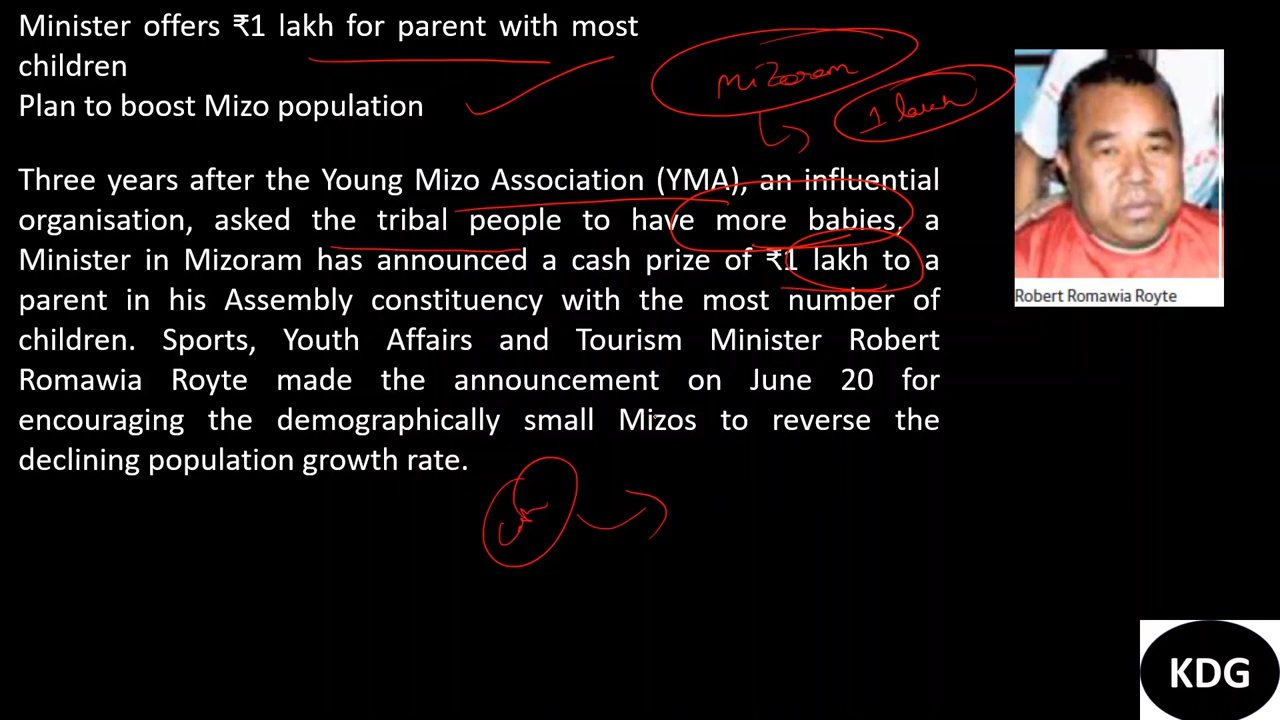 Minister offers ₹1 lakh for parent with most
children
Plan to boost Mizo population
mizoram
1 lakh
Three years after the Young Mizo Association (YMA), an influential
organisation, asked the tribal people to have more babies, a
Minister in Mizoram has announced a cash prize of ₹1 lakh to a
parent in his Assembly constituency with the most number of
children. Sports, Youth Affairs and Tourism Minister Robert
Romawia Royte made the announcement on June 20 for
encouraging the demographically small Mizos to reverse the
declining population growth rate.
Robert Romawia Royte
KDG